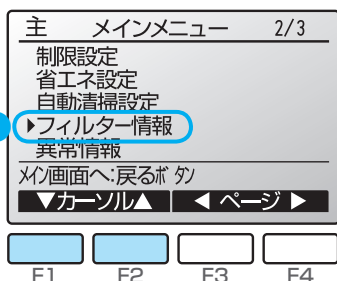 主 メインメニュー 2/3
制限設定
省エネ設定
自動清掃設定
▶フィルター情報
異常情報
メイン画面へ:戻るボタン
▼カーソル▲ ◀ ページ ▶
F1 F2 F3 F4